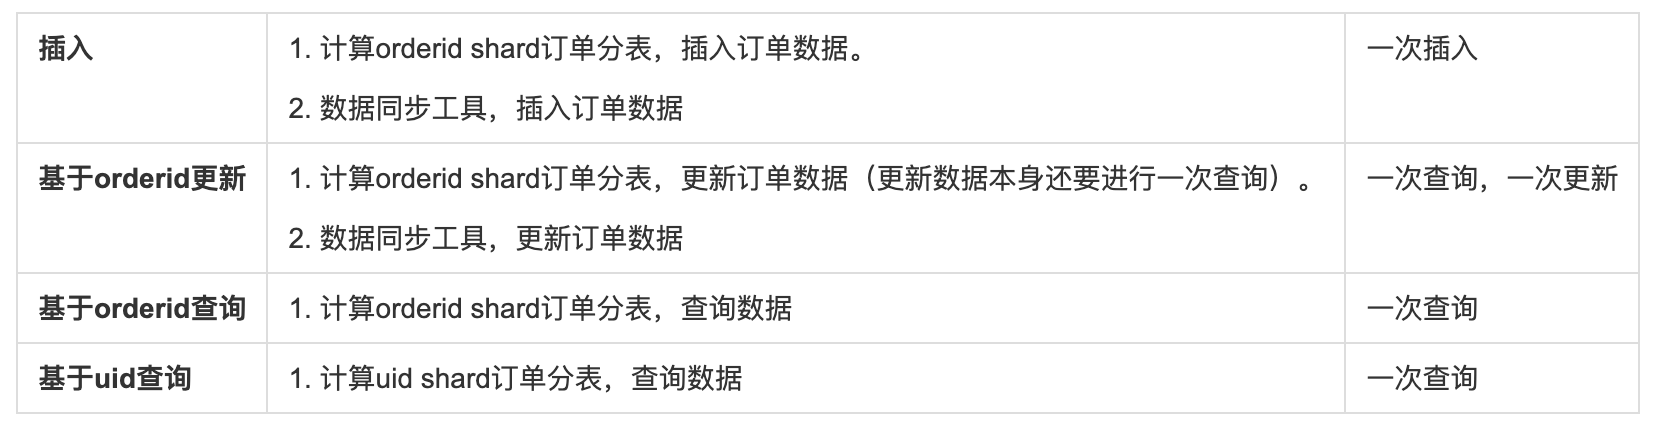 插入
1. 计算orderid shard订单分表，插入订单数据。
2. 数据同步工具，插入订单数据
一次插入
基于orderid更新
1. 计算orderid shard订单分表，更新订单数据（更新数据本身还要进行一次查询）。
2. 数据同步工具，更新订单数据
一次查询，一次更新
基于orderid查询
1. 计算orderid shard订单分表，查询数据
一次查询
基于uid查询
1. 计算uid shard订单分表，查询数据
一次查询